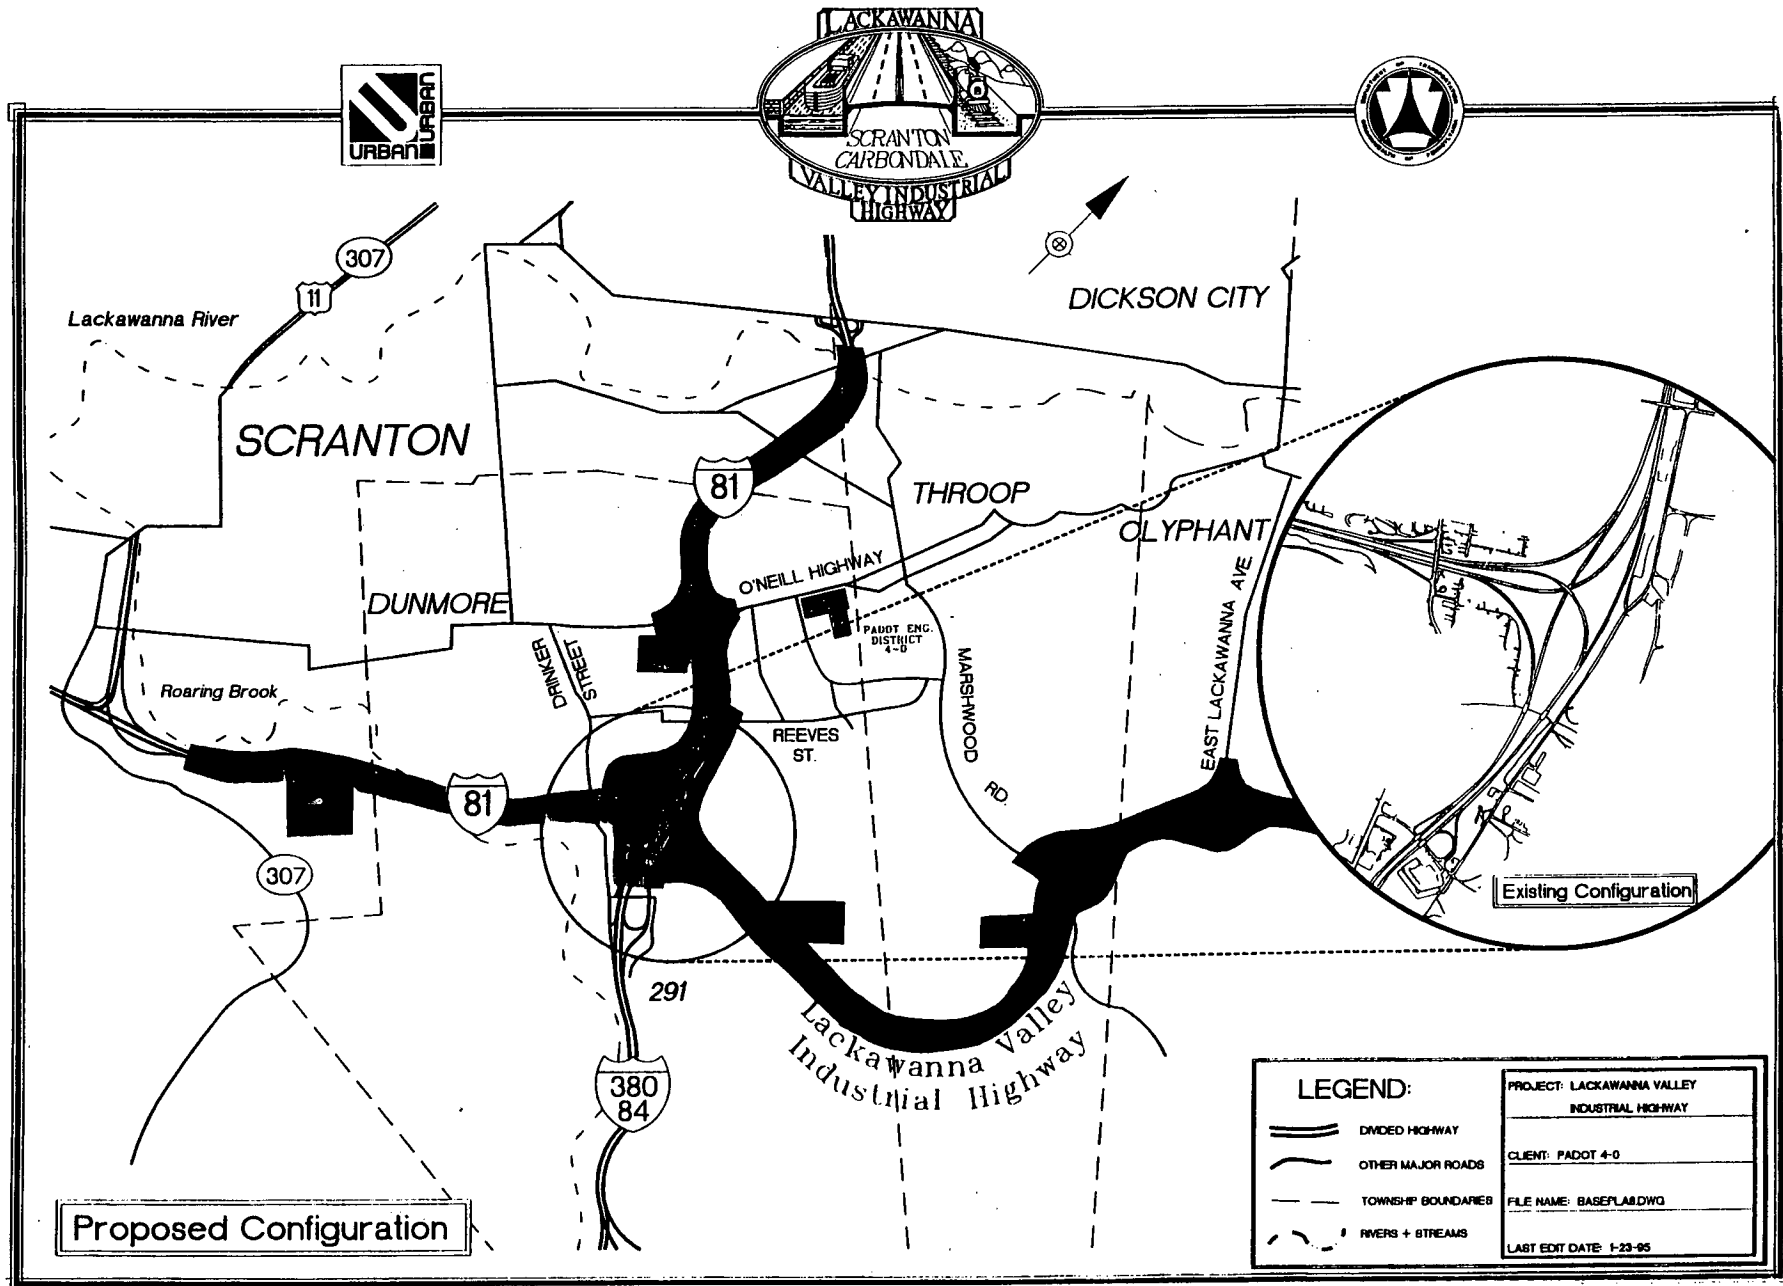 LACKAWANNA
SCRANTON
CARBONDALE
VALLEY INDUSTRIAL
HIGHWAY
URBAN
URBAN
307
11
Lackawanna River
DICKSON CITY
SCRANTON
81
THROOP
OLYPHANT
O'NEILL HIGHWAY
DUNMORE
PADOT ENG.
DISTRICT
4-0
DRINKER
STREET
MARSHWOOD
RD.
EAST LACKAWANNA AVE
Roaring Brook
REEVES
ST.
81
307
Existing Configuration
291
Lackawanna Valley
Industrial Highway
380
84
Proposed Configuration
LEGEND:
DIVIDED HIGHWAY
OTHER MAJOR ROADS
TOWNSHIP BOUNDARIES
RIVERS + STREAMS
PROJECT: LACKAWANNA VALLEY
INDUSTRIAL HIGHWAY
CLIENT: PADOT 4-0
FILE NAME: BASEPLA8.DWG
LAST EDIT DATE: 1-23-95